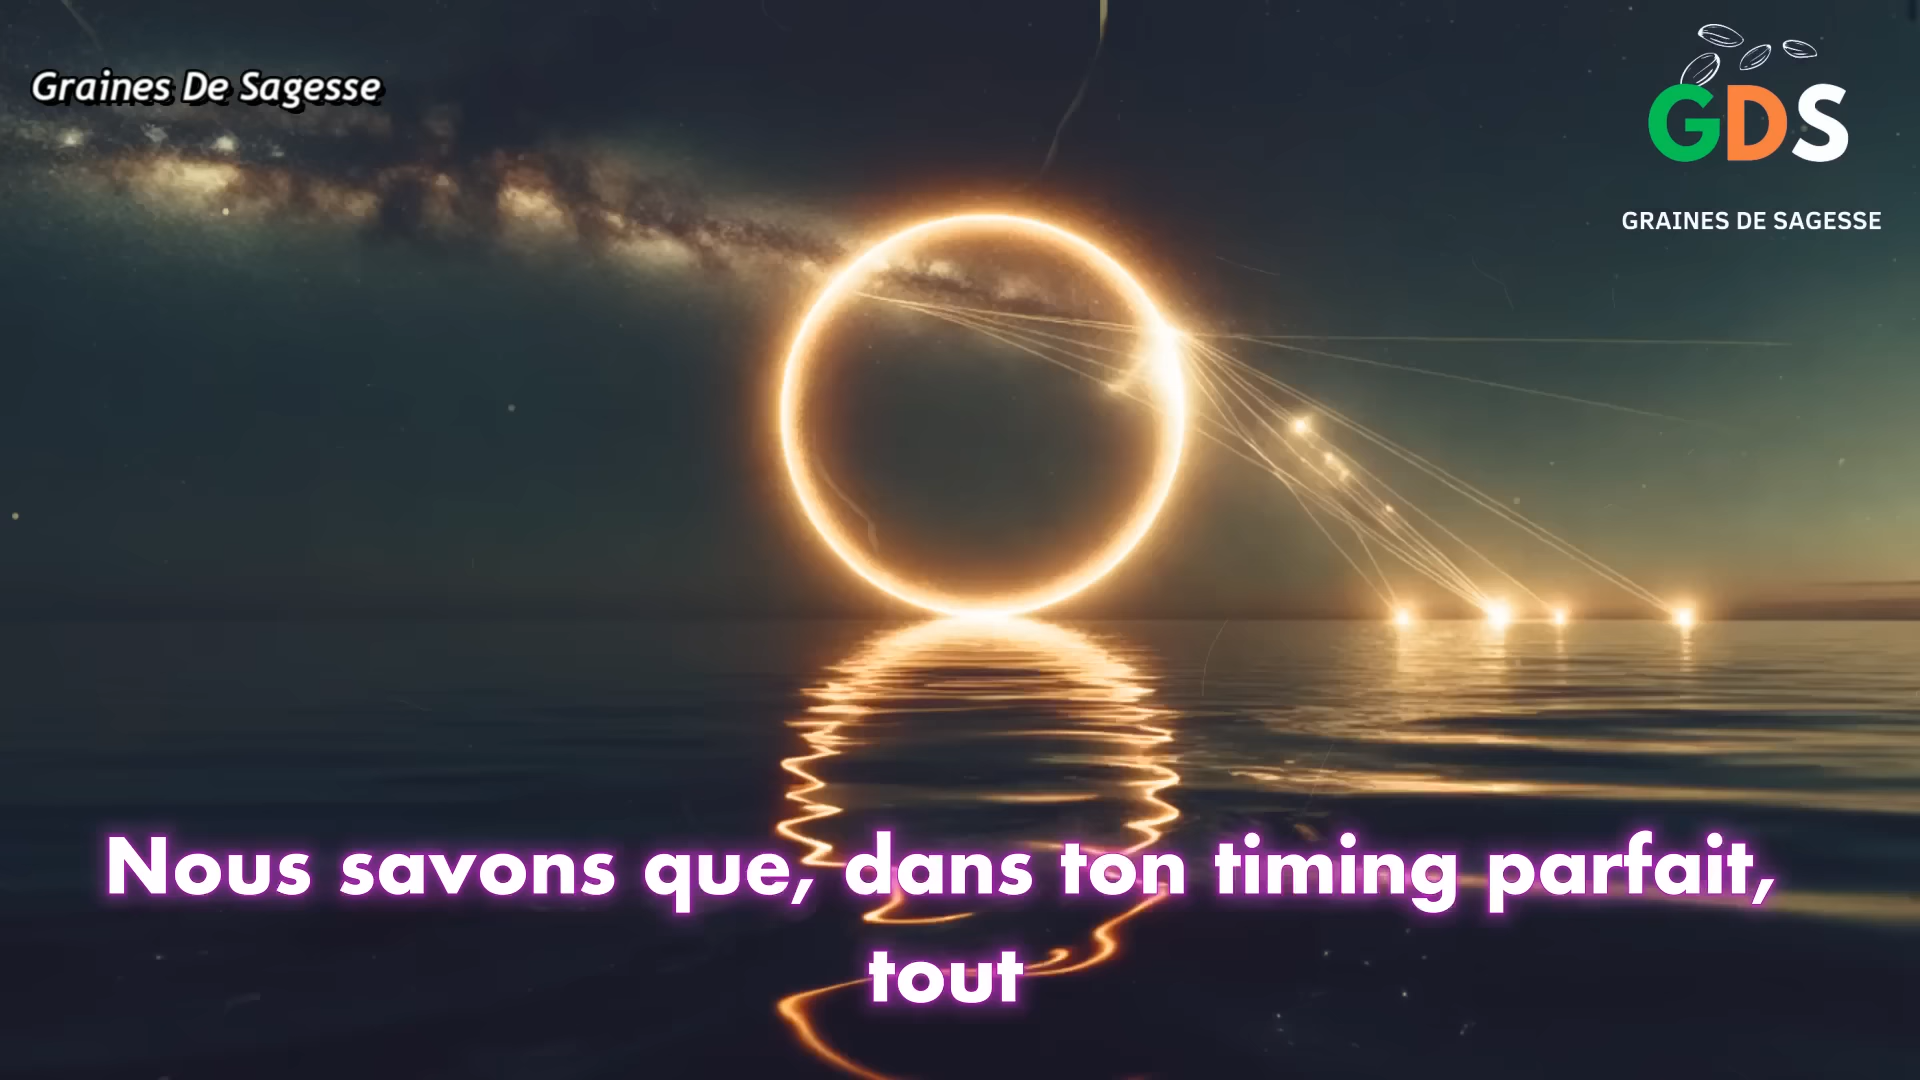 Graines De Sagesse
GDS
GRAINES DE SAGESSE
Nous savons que, dans ton timing parfait,
tout